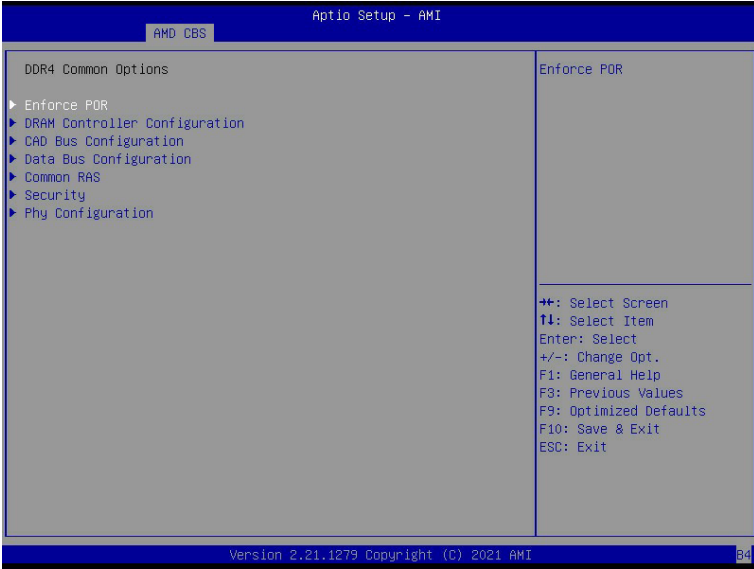 Aptio Setup – AMI
AMD CBS
DDR4 Common Options
Enforce POR
DRAM Controller Configuration
CAD Bus Configuration
Data Bus Configuration
Common RAS
Security
Phy Configuration
Enforce POR
→←: Select Screen
↑↓: Select Item
Enter: Select
+/-: Change Opt.
F1: General Help
F3: Previous Values
F9: Optimized Defaults
F10: Save & Exit
ESC: Exit
Version 2.21.1279 Copyright (C) 2021 AMI
B4